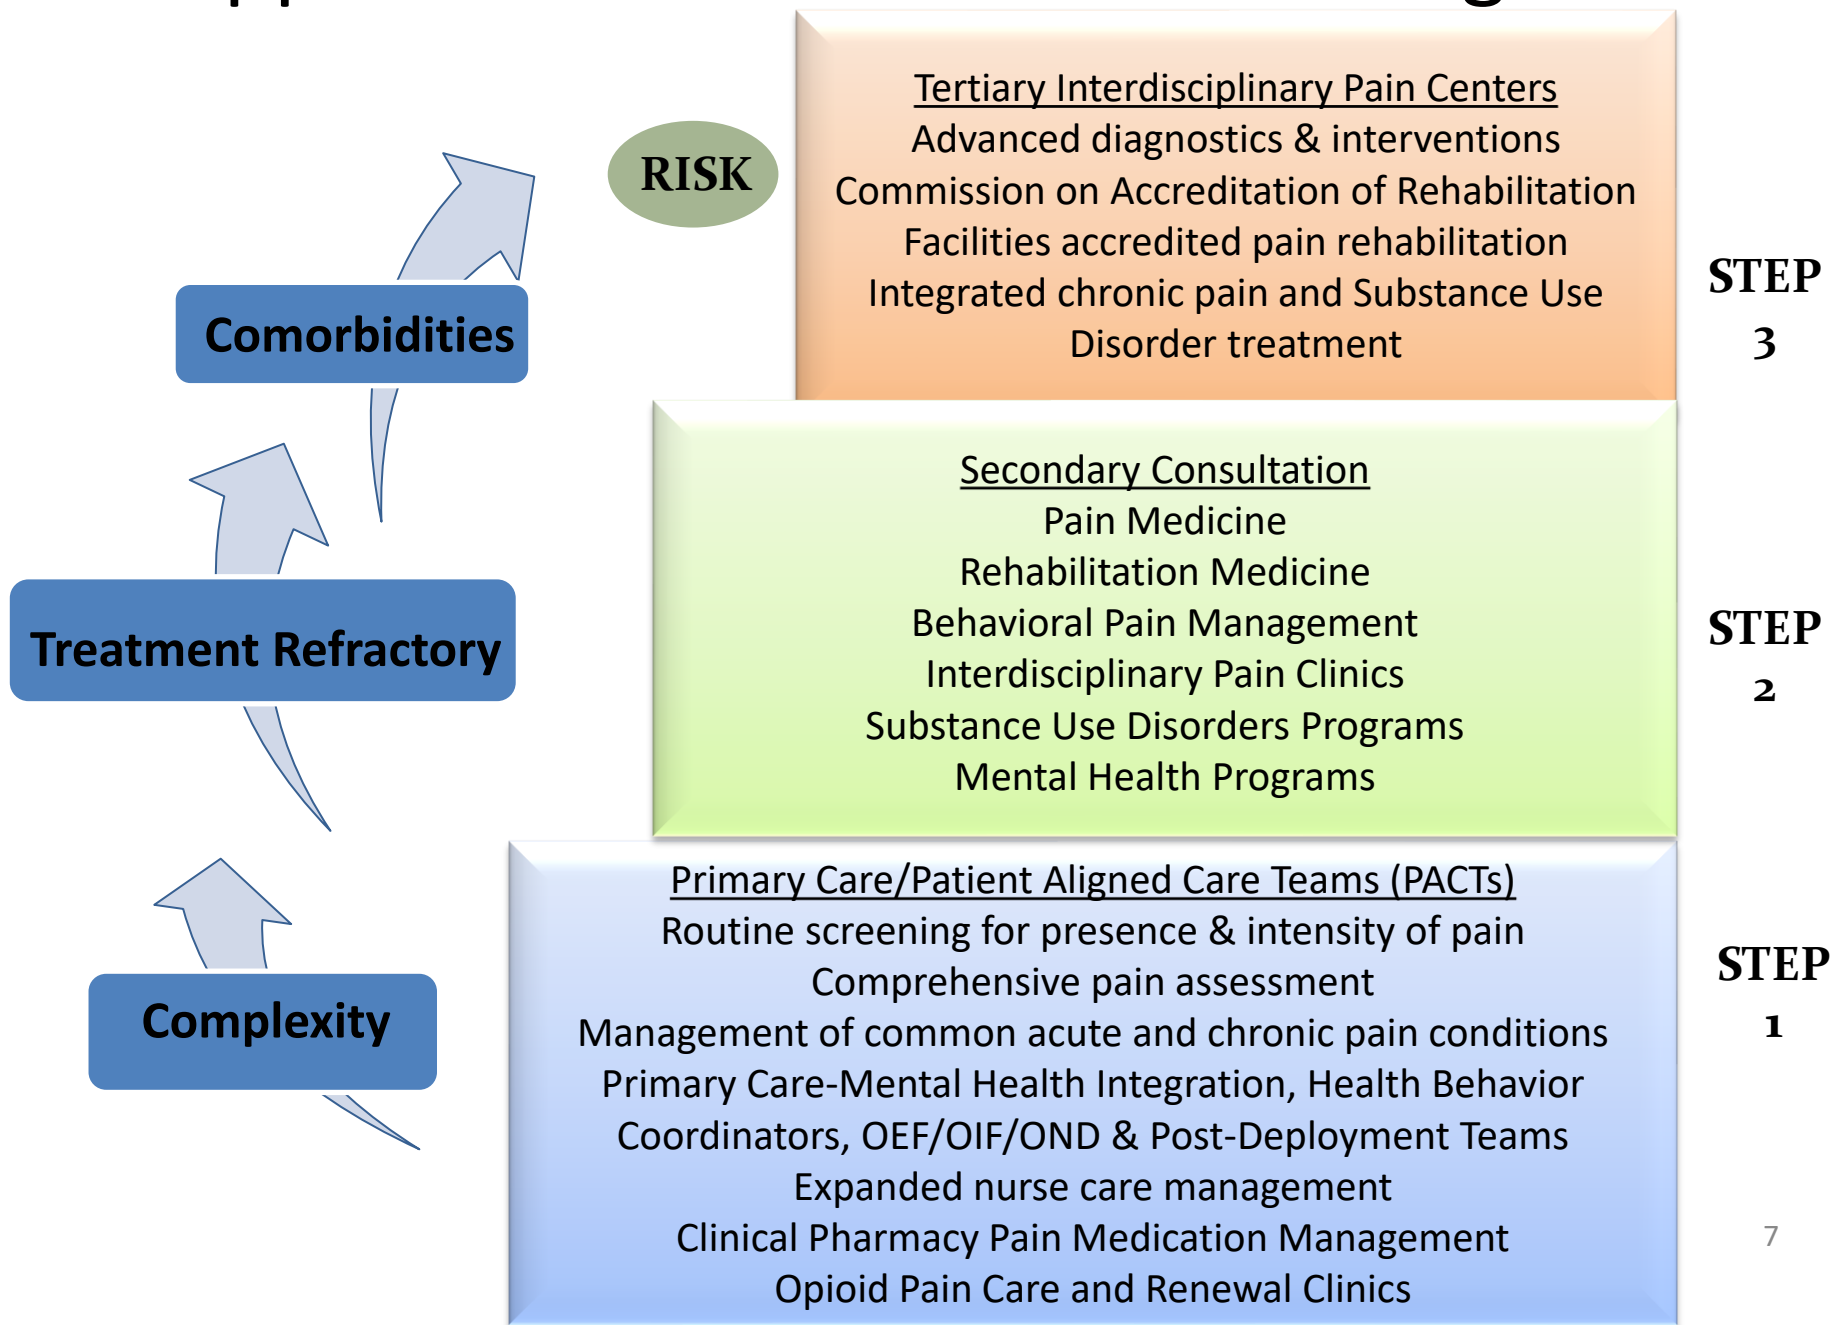 RISK
Tertiary Interdisciplinary Pain Centers
Advanced diagnostics & interventions
Commission on Accreditation of Rehabilitation
Facilities accredited pain rehabilitation
Integrated chronic pain and Substance Use
Disorder treatment
STEP
3
Comorbidities
Secondary Consultation
Pain Medicine
Rehabilitation Medicine
Behavioral Pain Management
Interdisciplinary Pain Clinics
Substance Use Disorders Programs
Mental Health Programs
STEP
2
Treatment Refractory
Primary Care/Patient Aligned Care Teams (PACTs)
Routine screening for presence & intensity of pain
Comprehensive pain assessment
Management of common acute and chronic pain conditions
Primary Care-Mental Health Integration, Health Behavior
Coordinators, OEF/OIF/OND & Post-Deployment Teams
Expanded nurse care management
Clinical Pharmacy Pain Medication Management
Opioid Pain Care and Renewal Clinics
STEP
1
Complexity
7